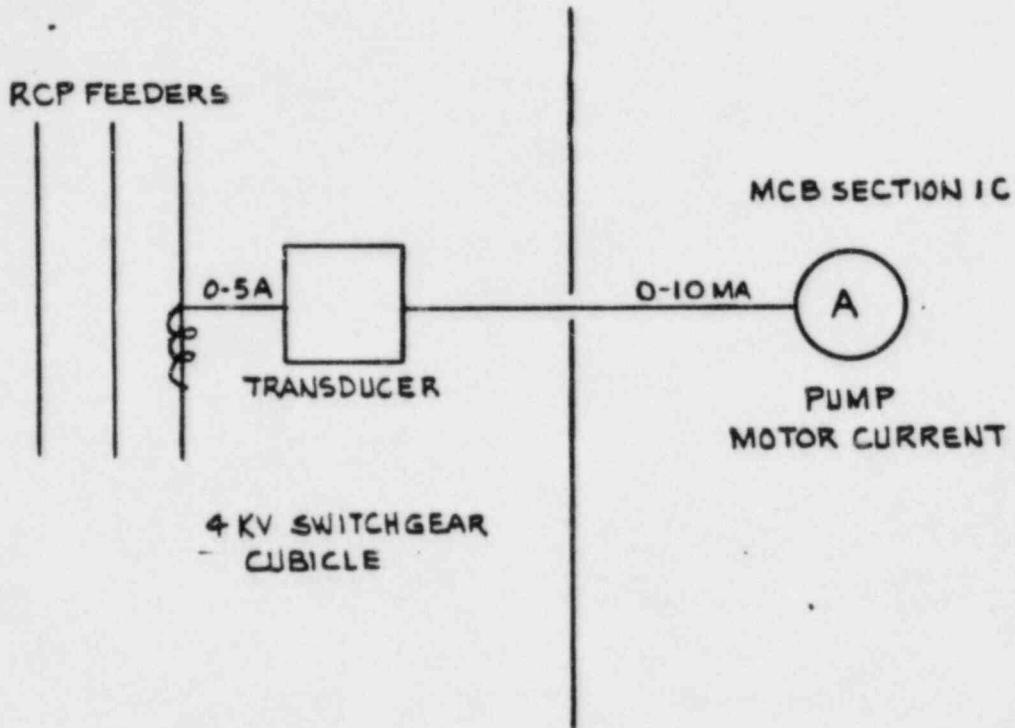 RCP FEEDERS
MCB SECTION 1C
0-5A
0-10 MA
A
TRANSDUCER
PUMP
MOTOR CURRENT
4 KV SWITCHGEAR
CUBICLE